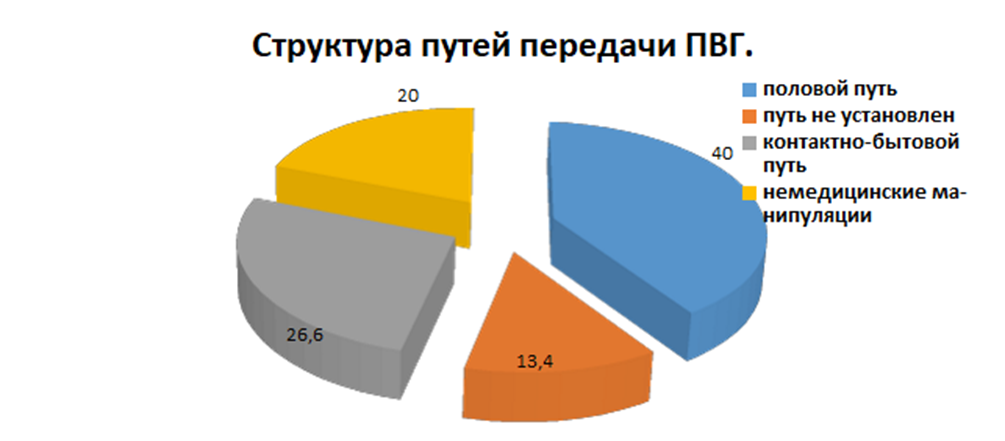 Структура путей передачи ПВГ.
20
половой путь
путь не установлен
40
контактно-бытовой
путь
немедицинские ма-
нипуляции
26,6
13,4